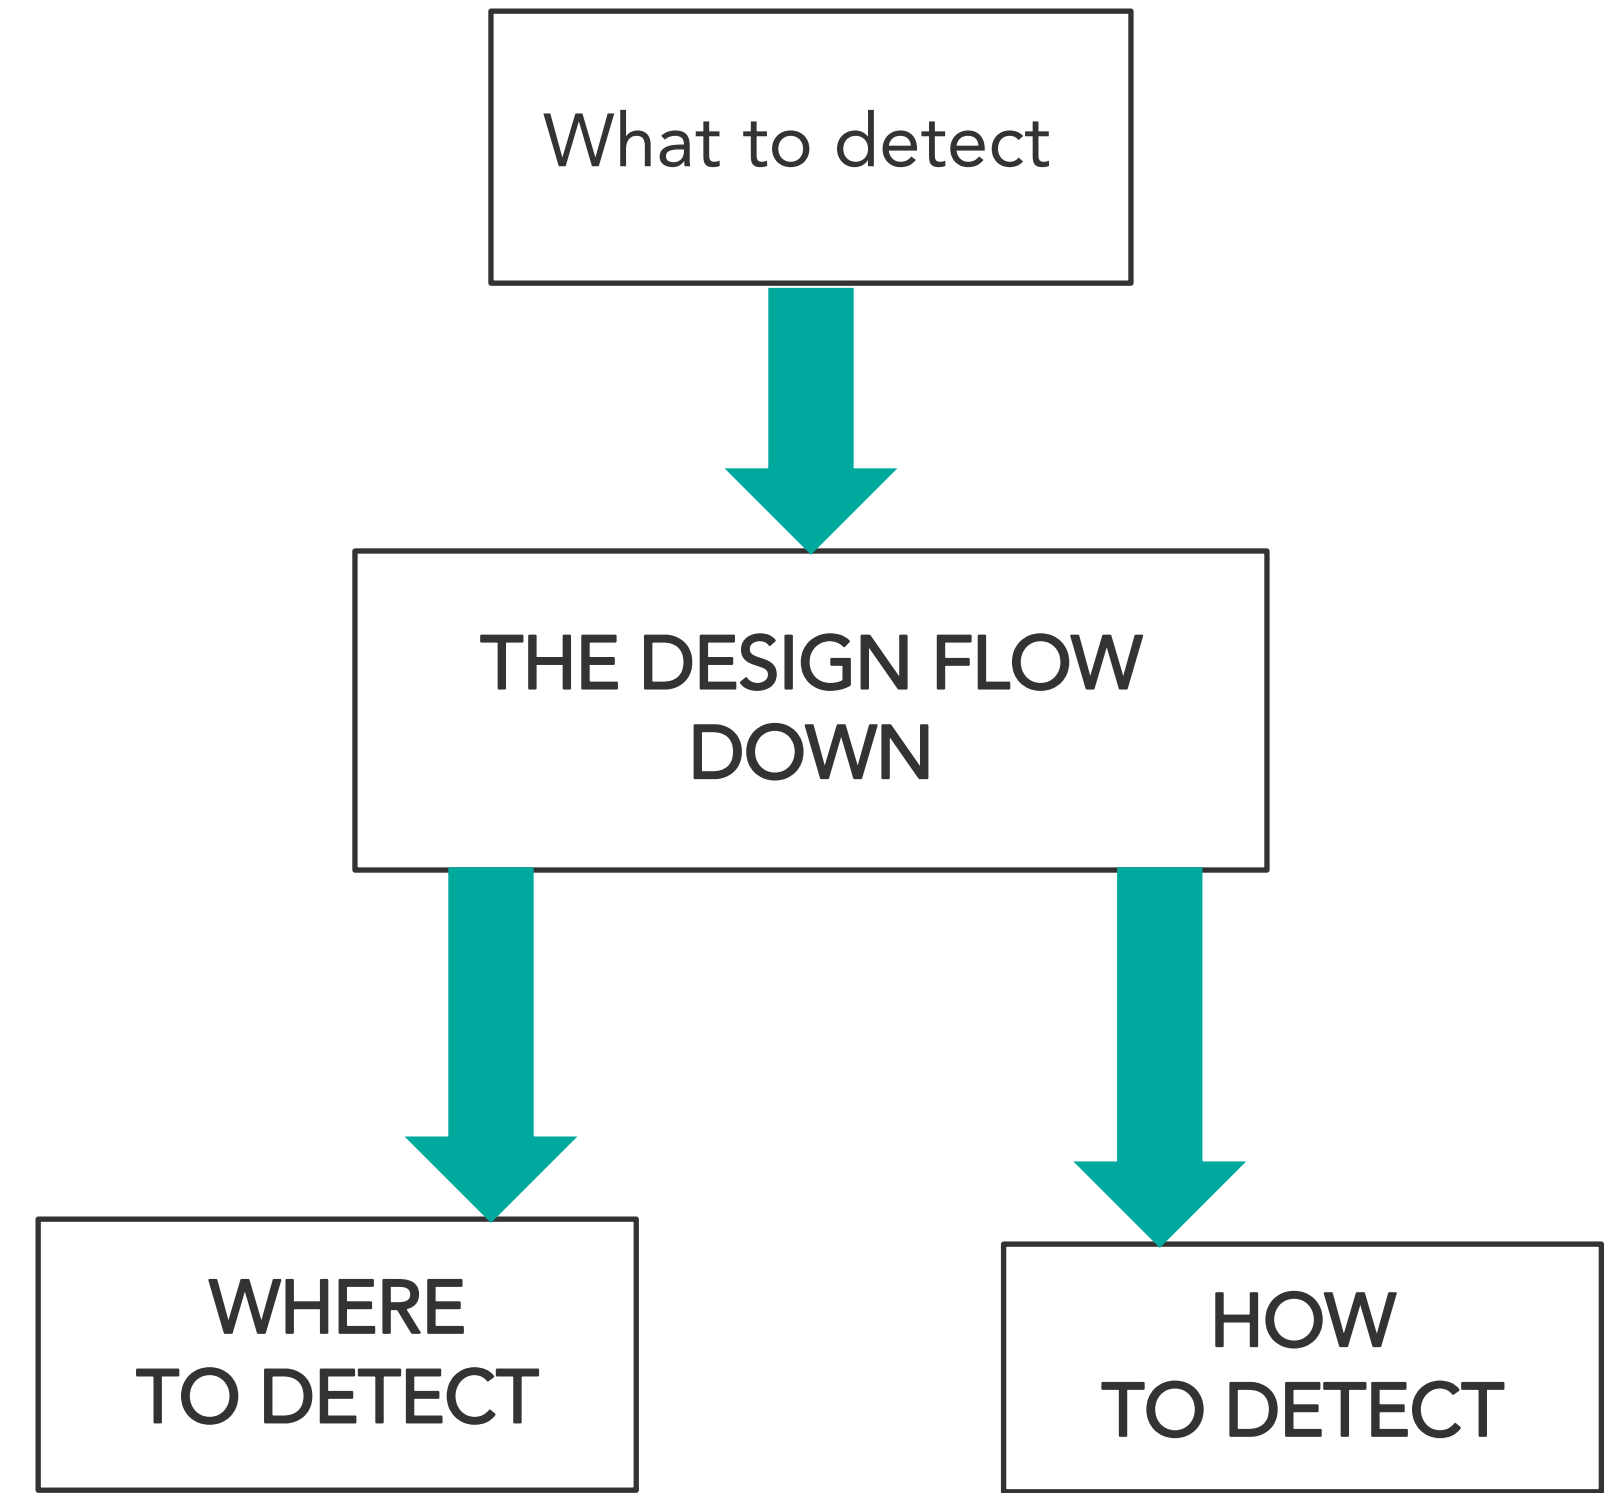 What to detect
THE DESIGN FLOW
DOWN
WHERE
TO DETECT
HOW
TO DETECT